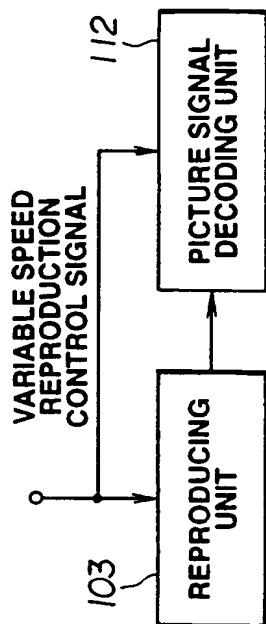 VARIABLE SPEED
REPRODUCTION
CONTROL SIGNAL
103
REPRODUCING
UNIT
112
PICTURE SIGNAL
DECODING UNIT